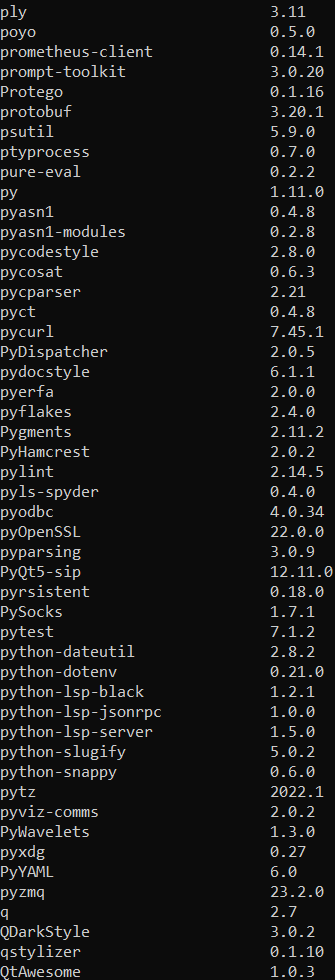 ply 3.11
poyo 0.5.0
prometheus-client 0.14.1
prompt-toolkit 3.0.20
Protego 0.1.16
protobuf 3.20.1
psutil 5.9.0
ptyprocess 0.7.0
pure-eval 0.2.2
py 1.11.0
pyasn1 0.4.8
pyasn1-modules 0.2.8
pycodestyle 2.8.0
pycosat 0.6.3
pycparser 2.21
pyct 0.4.8
pycurl 7.45.1
PyDispatcher 2.0.5
pydocstyle 6.1.1
pyerfa 2.0.0
pyflakes 2.4.0
Pygments 2.11.2
PyHamcrest 2.0.2
pylint 2.14.5
pyls-spyder 0.4.0
pyodbc 4.0.34
pyOpenSSL 22.0.0
pyparsing 3.0.9
PyQt5-sip 12.11.0
pyrsistent 0.18.0
PySocks 1.7.1
pytest 7.1.2
python-dateutil 2.8.2
python-dotenv 0.21.0
python-lsp-black 1.2.1
python-lsp-jsonrpc 1.0.0
python-lsp-server 1.5.0
python-slugify 5.0.2
python-snappy 0.6.0
pytz 2022.1
pyviz-comms 2.0.2
PyWavelets 1.3.0
pyxdg 0.27
PyYAML 6.0
pyzmq 23.2.0
q 2.7
QDarkStyle 3.0.2
qstylizer 0.1.10
QtAwesome 1.0.3